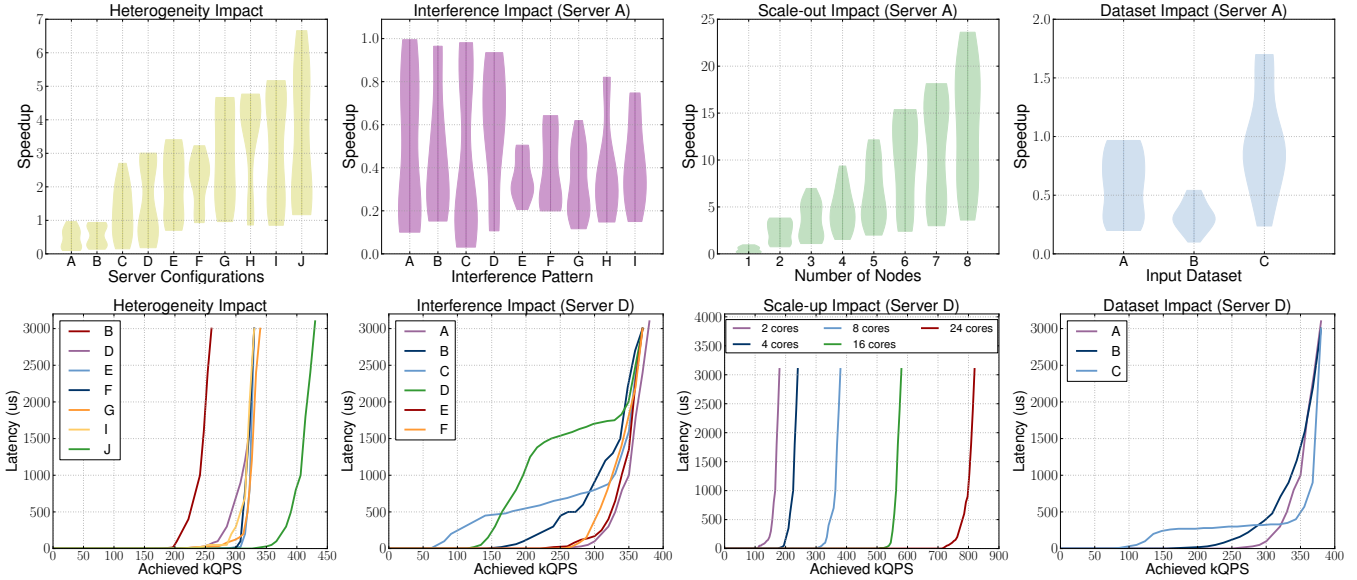 Heterogeneity Impact
7
6
5
4
3
2
1
0
Speedup
A B C D E F G H I J
Server Configurations
Interference Impact (Server A)
1.0
0.8
0.6
0.4
0.2
0.0
Speedup
A B C D E F G H I
Interference Pattern
Scale-out Impact (Server A)
25
20
15
10
5
0
Speedup
1 2 3 4 5 6 7 8
Number of Nodes
Dataset Impact (Server A)
2.0
1.5
1.0
0.5
0.0
Speedup
A B C
Input Dataset
Heterogeneity Impact
3000
2500
2000
1500
1000
500
0
Latency (us)
B
D
E
F
G
I
J
0 50 100 150 200 250 300 350 400 450
Achieved kQPS
Interference Impact (Server D)
3000
2500
2000
1500
1000
500
0
Latency (us)
A
B
C
D
E
F
0 50 100 150 200 250 300 350 400
Achieved kQPS
Scale-up Impact (Server D)
4000
3500
3000
2500
2000
1500
1000
500
0
Latency (us)
2 cores 8 cores 24 cores
4 cores 16 cores
0 100 200 300 400 500 600 700 800 900
Achieved kQPS
Dataset Impact (Server D)
3000
2500
2000
1500
1000
500
0
Latency (us)
A
B
C
0 50 100 150 200 250 300 350 400
Achieved kQPS